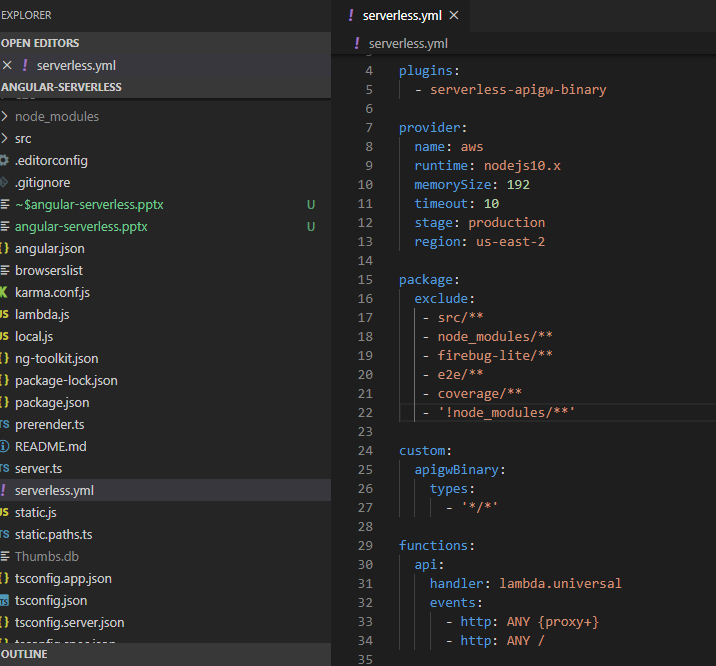 EXPLORER
OPEN EDITORS
serverless.yml
ANGULAR-SERVERLESS
node_modules
src
.editorconfig
.gitignore
~$angular-serverless.pptx U
angular-serverless.pptx U
{} angular.json
browserslist
K karma.conf.js
JS lambda.js
JS local.js
{} ng-toolkit.json
{} package-lock.json
{} package.json
TS prerender.ts
README.md
TS server.ts
! serverless.yml
JS static.js
TS static.paths.ts
Thumbs.db
{} tsconfig.app.json
TS tsconfig.json
{} tsconfig.server.json
OUTLINE
! serverless.yml
! serverless.yml
4 plugins:
5 - serverless-apigw-binary
6
7 provider:
8 name: aws
9 runtime: nodejs10.x
10 memorySize: 192
11 timeout: 10
12 stage: production
13 region: us-east-2
14
15 package:
16 exclude:
17 - src/**
18 - node_modules/**
19 - firebug-lite/**
20 - e2e/**
21 - coverage/**
22 - '!node_modules/**'
23
24 custom:
25 apigwBinary:
26 types:
27 - '*/*'
28
29 functions:
30 api:
31 handler: lambda.universal
32 events:
33 - http: ANY {proxy+}
34 - http: ANY /
35